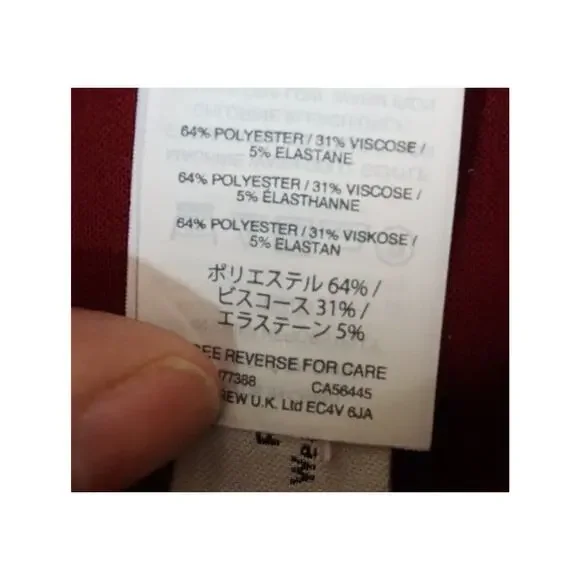 64% POLYESTER / 31% VISCOSE /
5% ELASTANE
64% POLYESTER / 31% VISCOSE /
5% ÉLASTHANNE
64% POLYESTER / 31% VISKOSE /
5% ELASTAN
ポリエステル 64% /
ビスコース 31% /
エラステーン 5%
REVERSE FOR CARE
77388 CA56445
U.K. Ltd EC4V 6JA